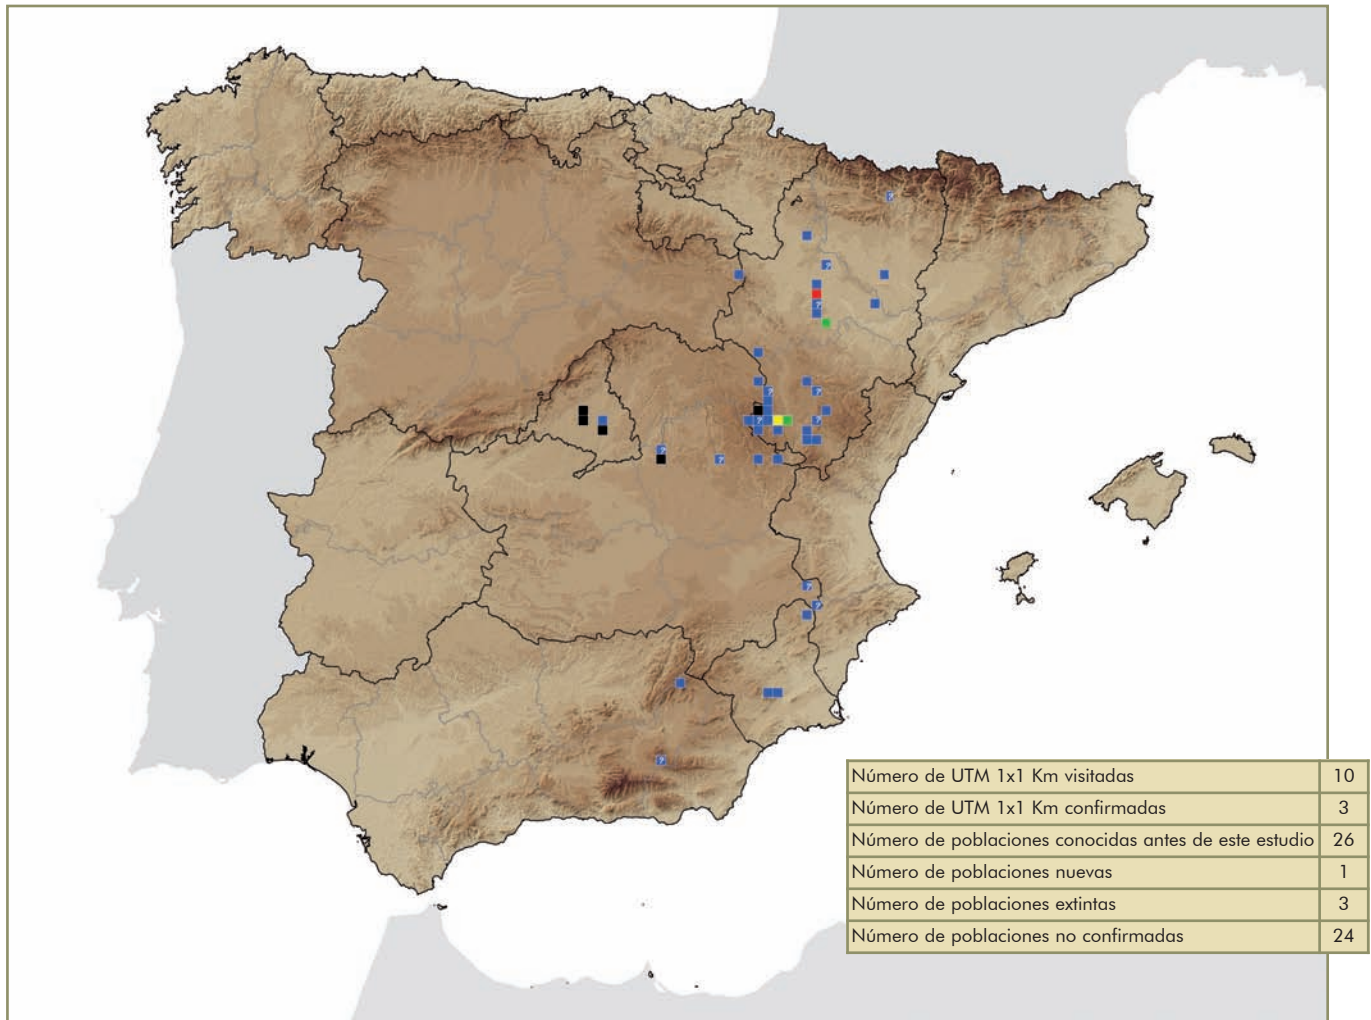 Número de UTM 1x1 Km visitadas 10
Número de UTM 1x1 Km confirmadas 3
Número de poblaciones conocidas antes de este estudio 26
Número de poblaciones nuevas 1
Número de poblaciones extintas 3
Número de poblaciones no confirmadas 24